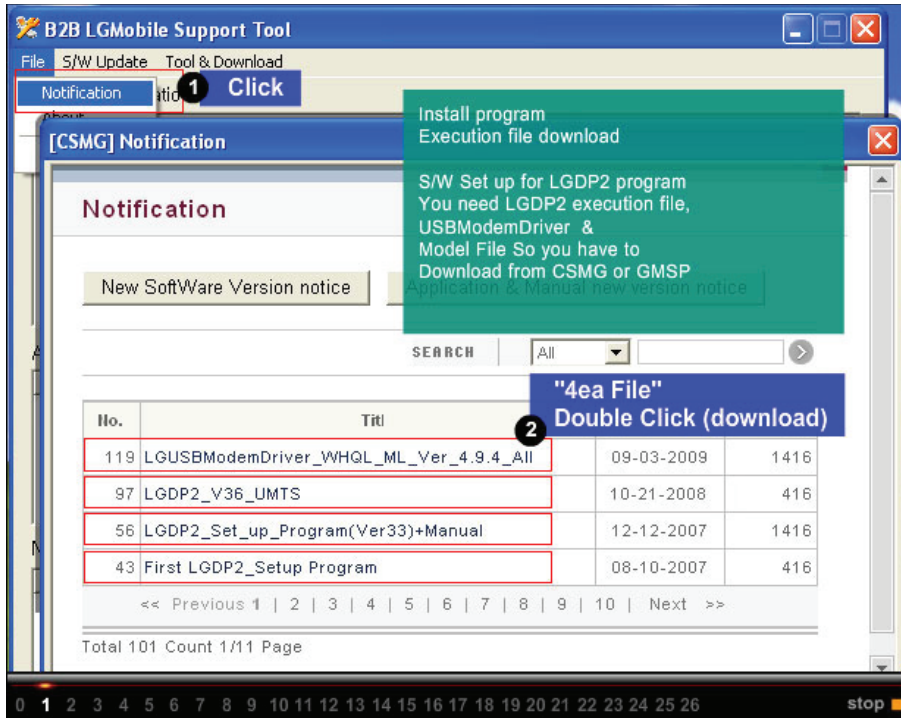 B2B LGMobile Support Tool
File S/W Update Tool & Download
Notification
1 Click
About
[CSMG] Notification
Install program
Execution file download
S/W Set up for LGDP2 program
You need LGDP2 execution file,
USBModemDriver &
Model File So you have to
Download from CSMG or GMSP
Notification
New SoftWare Version notice
Application & Manual new version notice
SEARCH All
"4ea File"
2 Double Click (download)
No. Titl
119 LGUSBModemDriver_WHQL_ML_Ver_4.9.4_All 09-03-2009 1416
97 LGDP2_V36_UMTS 10-21-2008 416
56 LGDP2_Set_up_Program(Ver33)+Manual 12-12-2007 1416
43 First LGDP2_Setup Program 08-10-2007 416
<< Previous 1 | 2 | 3 | 4 | 5 | 6 | 7 | 8 | 9 | 10 | Next >>
Total 101 Count 1/11 Page
0 1 2 3 4 5 6 7 8 9 10 11 12 13 14 15 16 17 18 19 20 21 22 23 24 25 26 stop